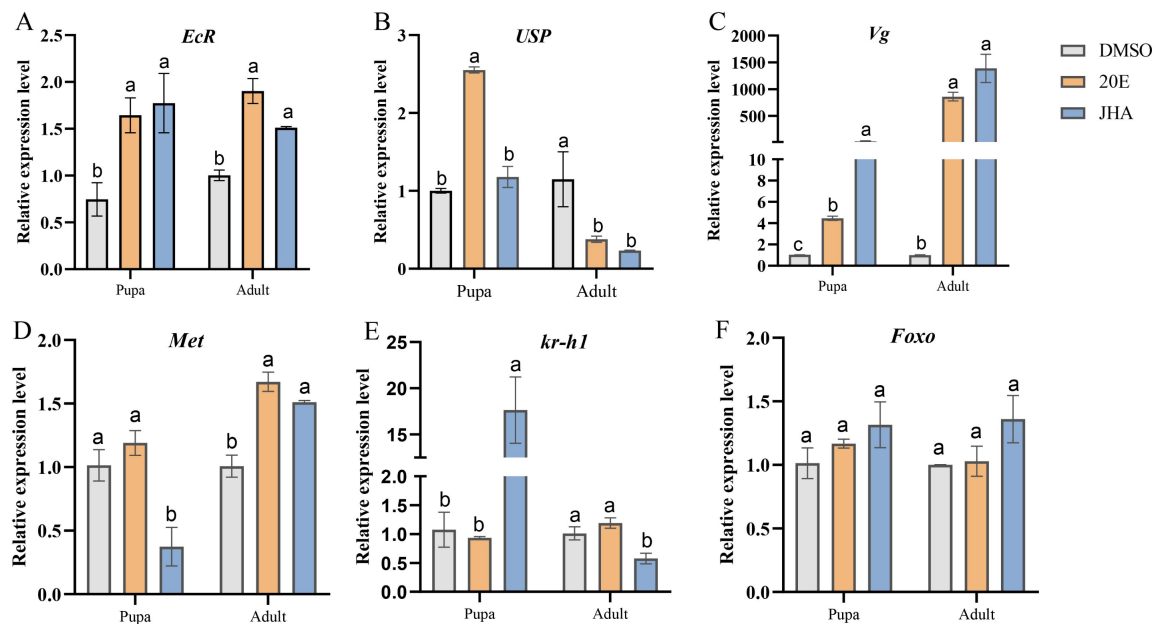 A
EcR
Relative expression level
2.5
2.0
1.5
1.0
0.5
0.0
b
a
a
b
a
a
Pupa
Adult
B
USP
Relative expression level
3
2
1
0
b
a
b
a
b
b
Pupa
Adult
C
Vg
Relative expression level
2000
1500
1000
500
10
8
6
4
2
0
c
b
a
b
a
a
Pupa
Adult
DMSO
20E
JHA
D
Met
Relative expression level
2.0
1.5
1.0
0.5
0.0
a
a
b
b
a
a
Pupa
Adult
E
kr-h1
Relative expression level
25
20
15
2.0
1.5
1.0
0.5
0.0
b
b
a
a
a
b
Pupa
Adult
F
Foxo
Relative expression level
2.0
1.5
1.0
0.5
0.0
a
a
a
a
a
a
Pupa
Adult